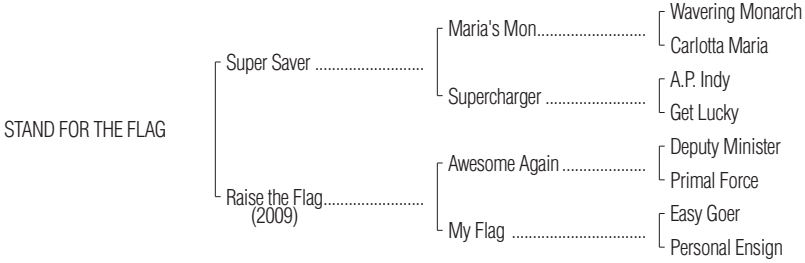 Wavering Monarch
Maria's Mon..........................
Carlotta Maria
Super Saver ..........................
A.P. Indy
Supercharger ........................
Get Lucky
STAND FOR THE FLAG
Deputy Minister
Awesome Again ....................
Primal Force
Raise the Flag........................
(2009)
Easy Goer
My Flag ................................
Personal Ensign